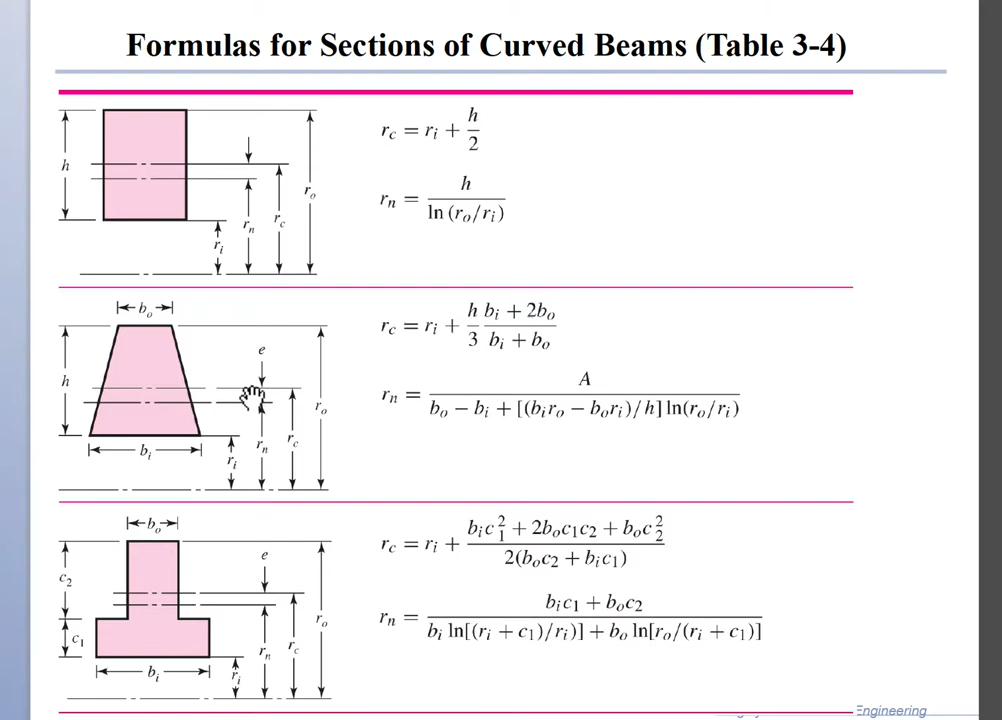 Formulas for Sections of Curved Beams (Table 3-4)
h
r_o
r_n
r_c
r_i
r_c = r_i + h/2
r_n = h / ln (r_o/r_i)
b_o
h
e
r_o
r_n
r_c
r_i
b_i
r_c = r_i + h/3 (b_i + 2b_o)/(b_i + b_o)
r_n = A / (b_o − b_i + [(b_i r_o − b_o r_i)/h] ln(r_o/r_i))
b_o
c_2
e
r_o
c_1
r_n
r_c
r_i
b_i
r_c = r_i + (b_i c_1^2 + 2b_o c_1 c_2 + b_o c_2^2) / 2(b_o c_2 + b_i c_1)
r_n = (b_i c_1 + b_o c_2) / (b_i ln[(r_i + c_1)/r_i)] + b_o ln[r_o/(r_i + c_1)])
Engineering